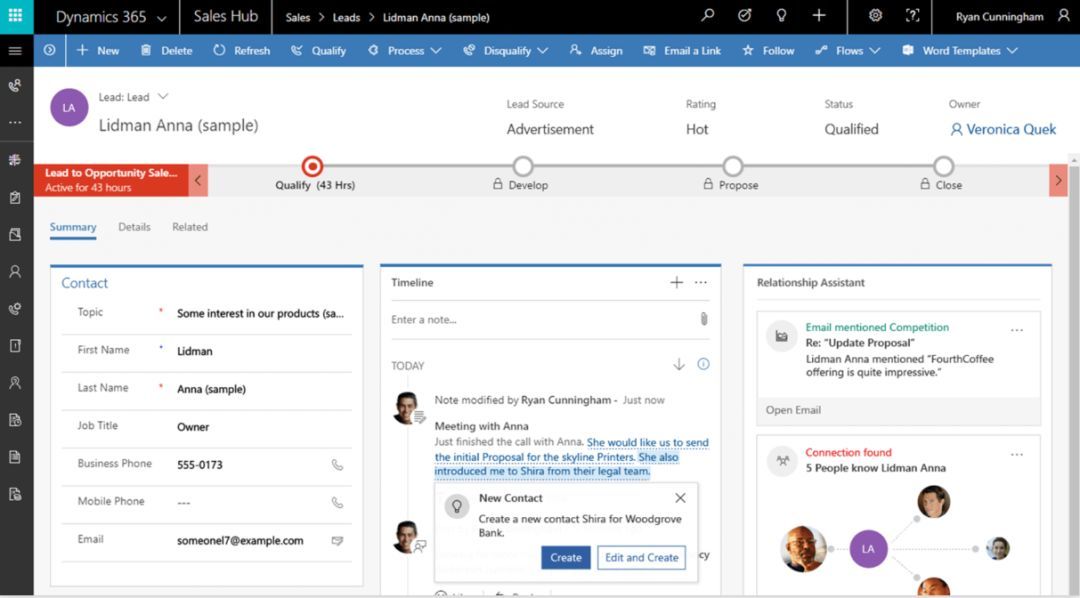 Dynamics 365
Sales Hub
Sales > Leads > Lidman Anna (sample)
Ryan Cunningham
New
Delete
Refresh
Qualify
Process
Disqualify
Assign
Email a Link
Follow
Flows
Word Templates
LA
Lead: Lead
Lidman Anna (sample)
Lead Source
Advertisement
Rating
Hot
Status
Qualified
Owner
Veronica Quek
Lead to Opportunity Sale...
Active for 43 hours
Qualify (43 Hrs)
Develop
Propose
Close
Summary
Details
Related
Contact
Topic * Some interest in our products (sa...
First Name * Lidman
Last Name * Anna (sample)
Job Title Owner
Business Phone 555-0173
Mobile Phone ---
Email someonel7@example.com
Timeline
Enter a note...
TODAY
Note modified by Ryan Cunningham - Just now
Meeting with Anna
Just finished the call with Anna. She would like us to send
the initial Proposal for the skyline Printers. She also
introduced me to Shira from their legal team.
New Contact
Create a new contact Shira for Woodgrove
Bank.
Create
Edit and Create
Relationship Assistant
Email mentioned Competition
Re: "Update Proposal"
Lidman Anna mentioned "FourthCoffee
offering is quite impressive."
Open Email
Connection found
5 People know Lidman Anna
LA